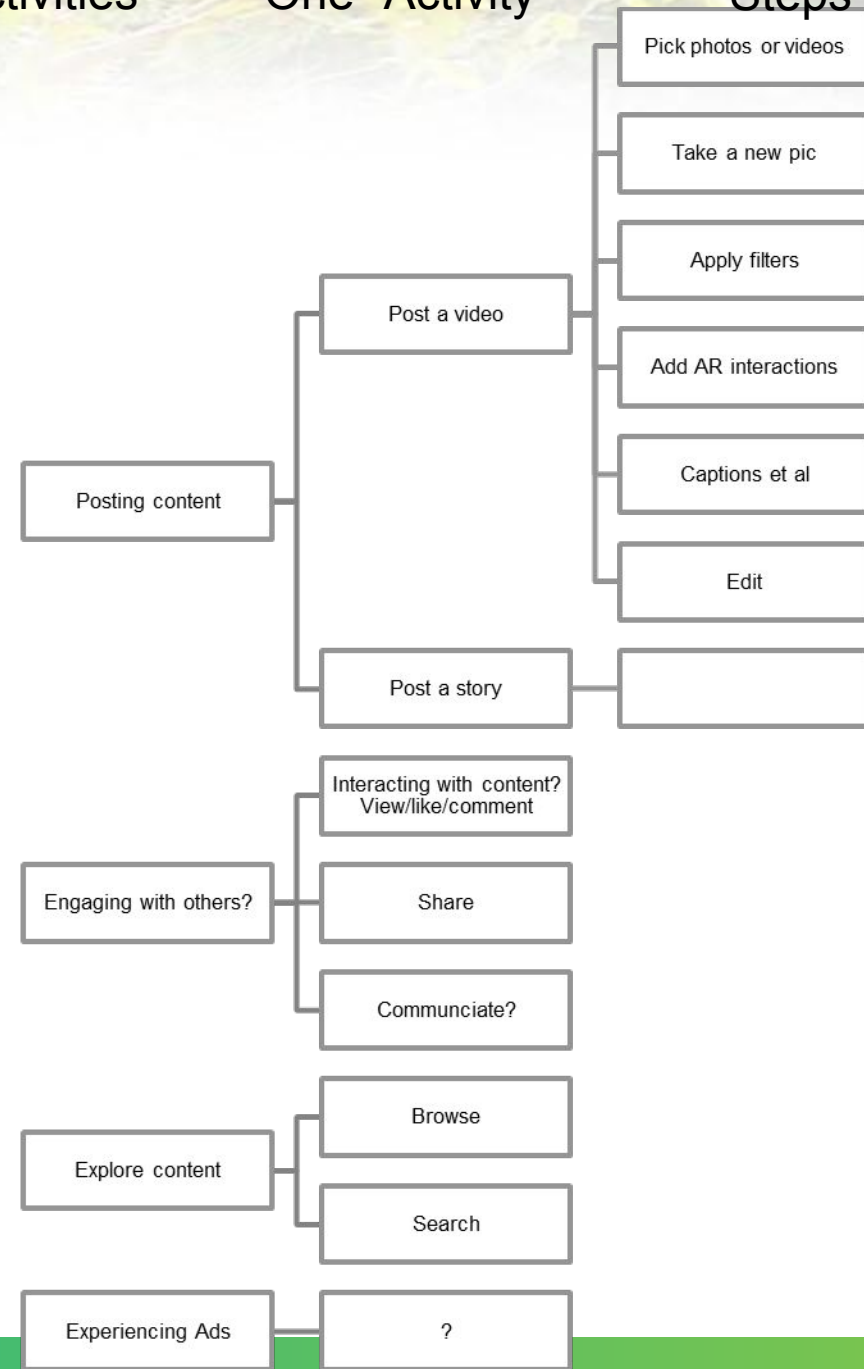 One Activity
Steps
Pick photos or videos
Take a new pic
Apply filters
Add AR interactions
Captions et al
Edit
Post a video
Posting content
Post a story
Interacting with content?
View/like/comment
Engaging with others?
Share
Communciate?
Browse
Explore content
Search
Experiencing Ads
?